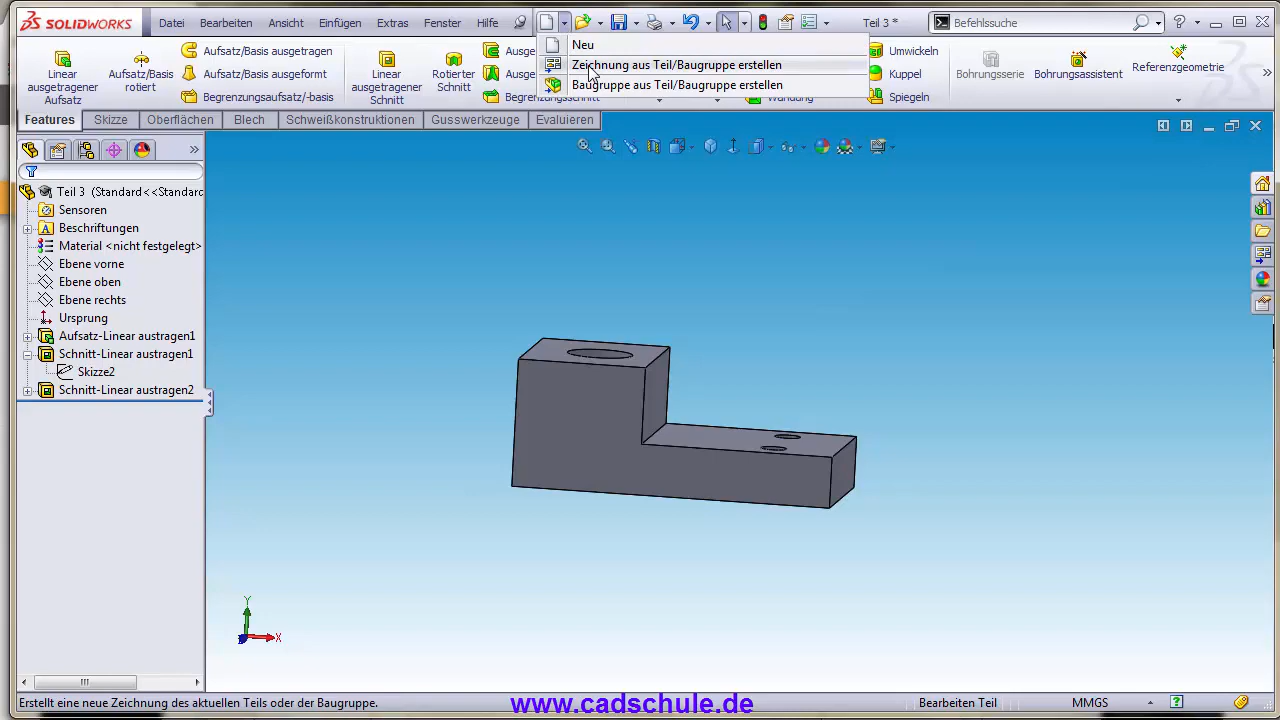 SOLIDWORKS
Datei Bearbeiten Ansicht Einfügen Extras Fenster Hilfe
Teil 3 *
Befehlssuche
Neu
Zeichnung aus Teil/Baugruppe erstellen
Baugruppe aus Teil/Baugruppe erstellen
Linear ausgetragener Aufsatz
Aufsatz/Basis rotiert
Aufsatz/Basis ausgetragen
Aufsatz/Basis ausgeformt
Begrenzungsaufsatz/-basis
Linear ausgetragener Schnitt
Rotierter Schnitt
Ausge
Ausge
Begrenzungsschnitt
Wandung
Umwickeln
Kuppel
Spiegeln
Bohrungsserie
Bohrungsassistent
Referenzgeometrie
Features Skizze Oberflächen Blech Schweißkonstruktionen Gusswerkzeuge Evaluieren
Teil 3 (Standard<<Standard
Sensoren
Beschriftungen
Material <nicht festgelegt>
Ebene vorne
Ebene oben
Ebene rechts
Ursprung
Aufsatz-Linear austragen1
Schnitt-Linear austragen1
Skizze2
Schnitt-Linear austragen2
Y
X
Erstellt eine neue Zeichnung des aktuellen Teils oder der Baugruppe.
www.cadschule.de
Bearbeiten Teil
MMGS